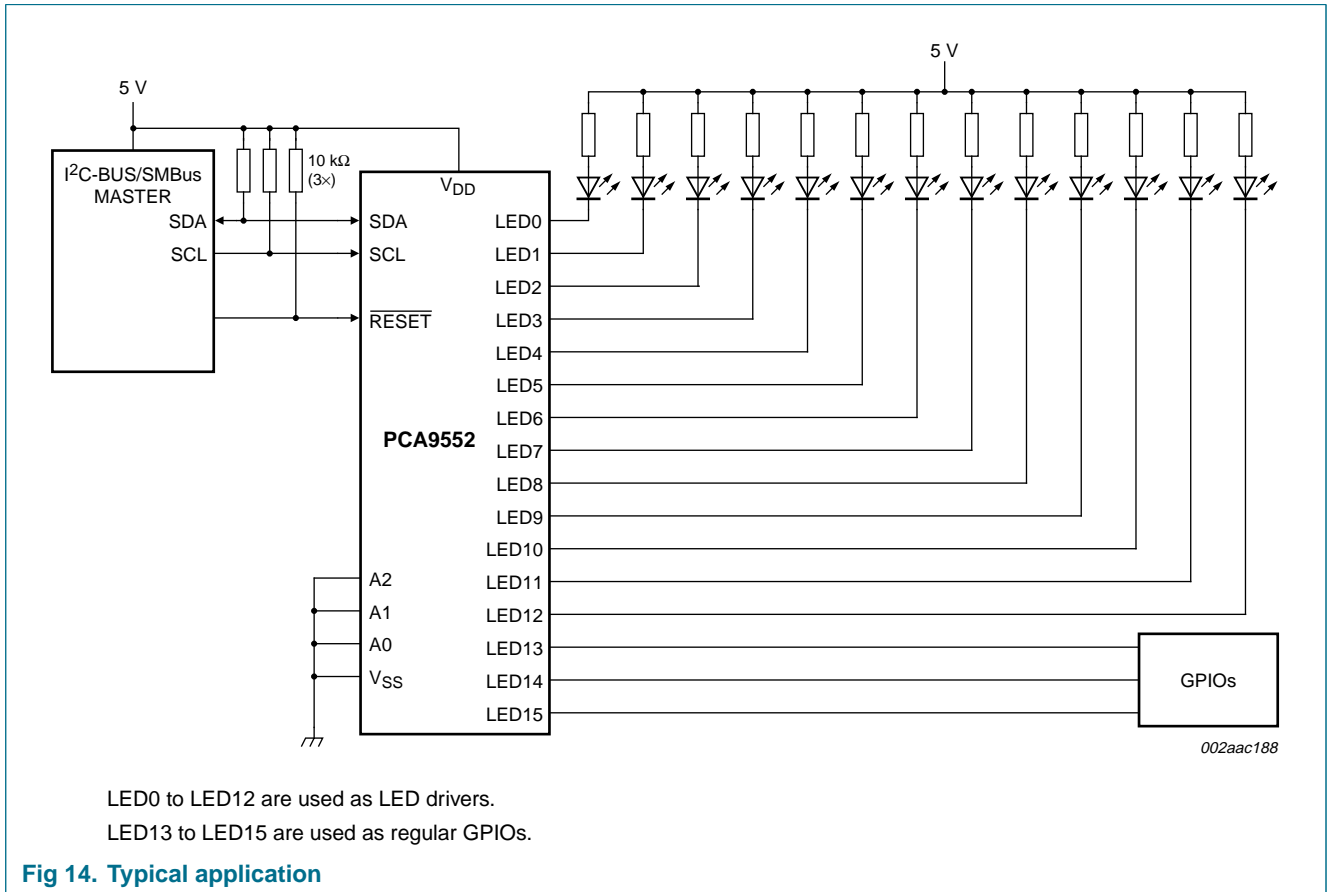 5 V
5 V
I2C-BUS/SMBus
MASTER
SDA
SCL
10 kΩ
(3×)
VDD
SDA
SCL
RESET
PCA9552
A2
A1
A0
VSS
LED0
LED1
LED2
LED3
LED4
LED5
LED6
LED7
LED8
LED9
LED10
LED11
LED12
LED13
LED14
LED15
GPIOs
002aac188
LED0 to LED12 are used as LED drivers.
LED13 to LED15 are used as regular GPIOs.
Fig 14. Typical application